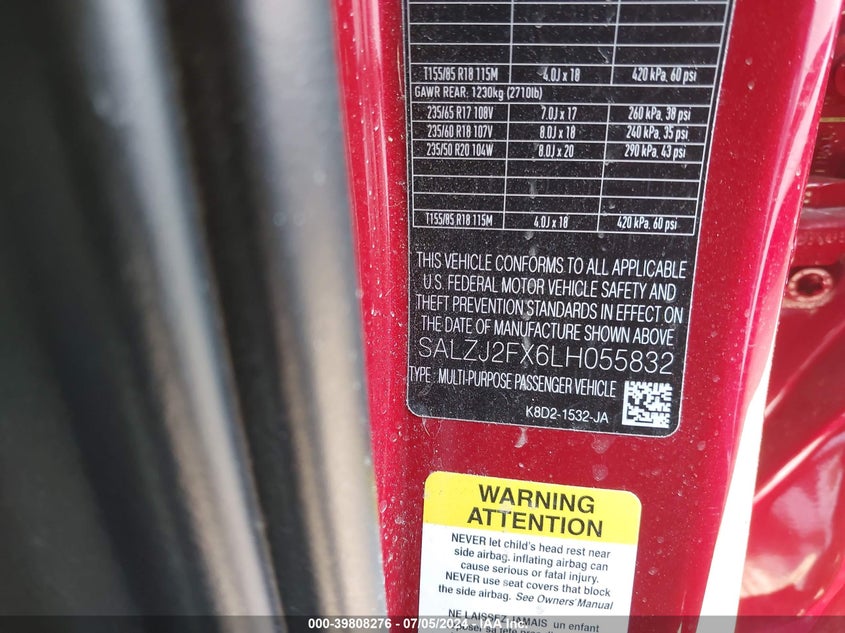 T155/85 R18 115M 4.0J x 18 420 kPa, 60 psi
GAWR REAR: 1230kg (2710lb)
235/65 R17 108V 7.0J x 17 260 kPa, 38 psi
235/60 R18 107V 8.0J x 18 240 kPa, 35 psi
235/50 R20 104W 8.0J x 20 290 kPa, 43 psi
T155/85 R18 115M 4.0J x 18 420 kPa, 60 psi
THIS VEHICLE CONFORMS TO ALL APPLICABLE
U.S. FEDERAL MOTOR VEHICLE SAFETY AND
THEFT PREVENTION STANDARDS IN EFFECT ON
THE DATE OF MANUFACTURE SHOWN ABOVE
SALZJ2FX6LH055832
TYPE : MULTI-PURPOSE PASSENGER VEHICLE
K8D2-1532-JA
WARNING
ATTENTION
NEVER let child's head rest near
side airbag. inflating airbag can
cause serious or fatal injury.
NEVER use seat covers that block
the side airbag. See Owners' Manual
NE LAISSEZ JAMAIS un enfant
000-39808276 - 07/05/2024 - IAA Inc.